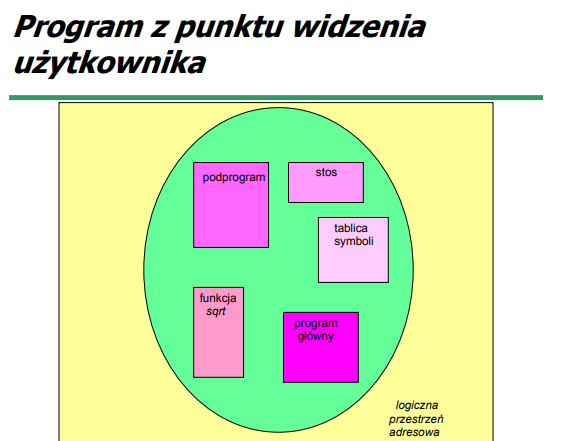 Program z punktu widzenia
użytkownika
podprogram
stos
tablica
symboli
funkcja
sqrt
program
główny
logiczna
przestrzeń
adresowa